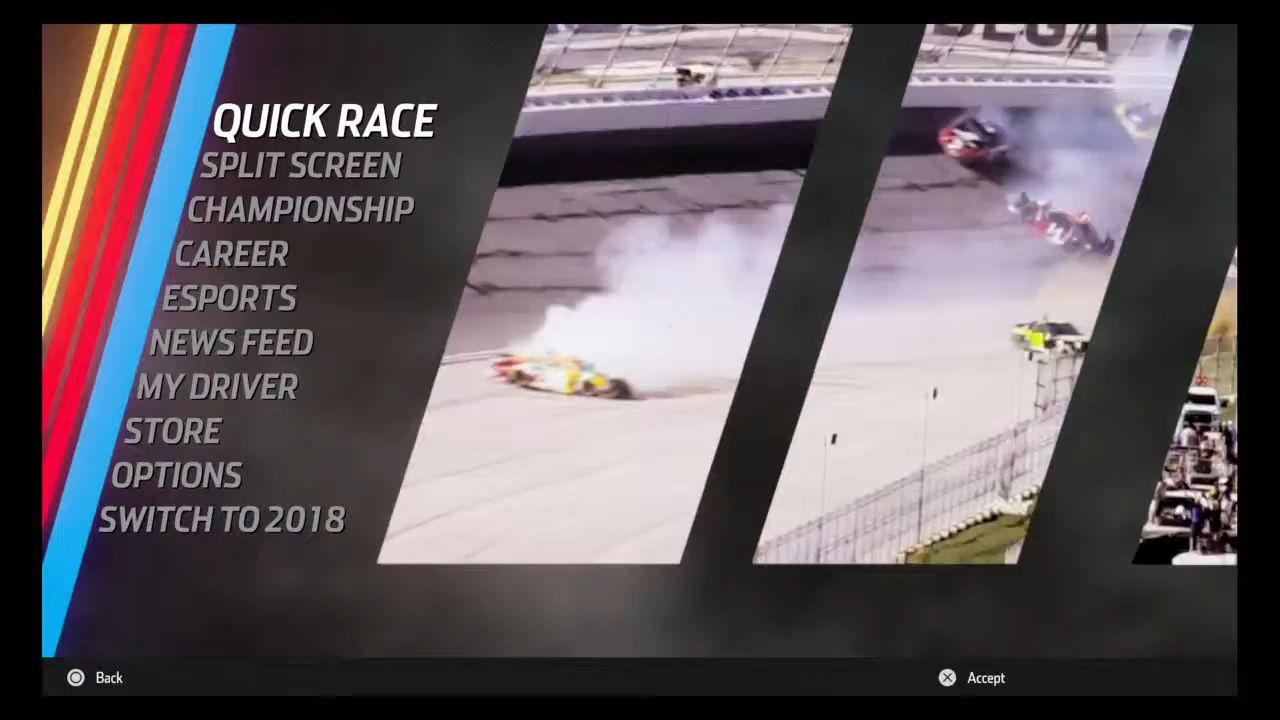 QUICK RACE
SPLIT SCREEN
CHAMPIONSHIP
CAREER
ESPORTS
NEWS FEED
MY DRIVER
STORE
OPTIONS
SWITCH TO 2018
Back
Accept